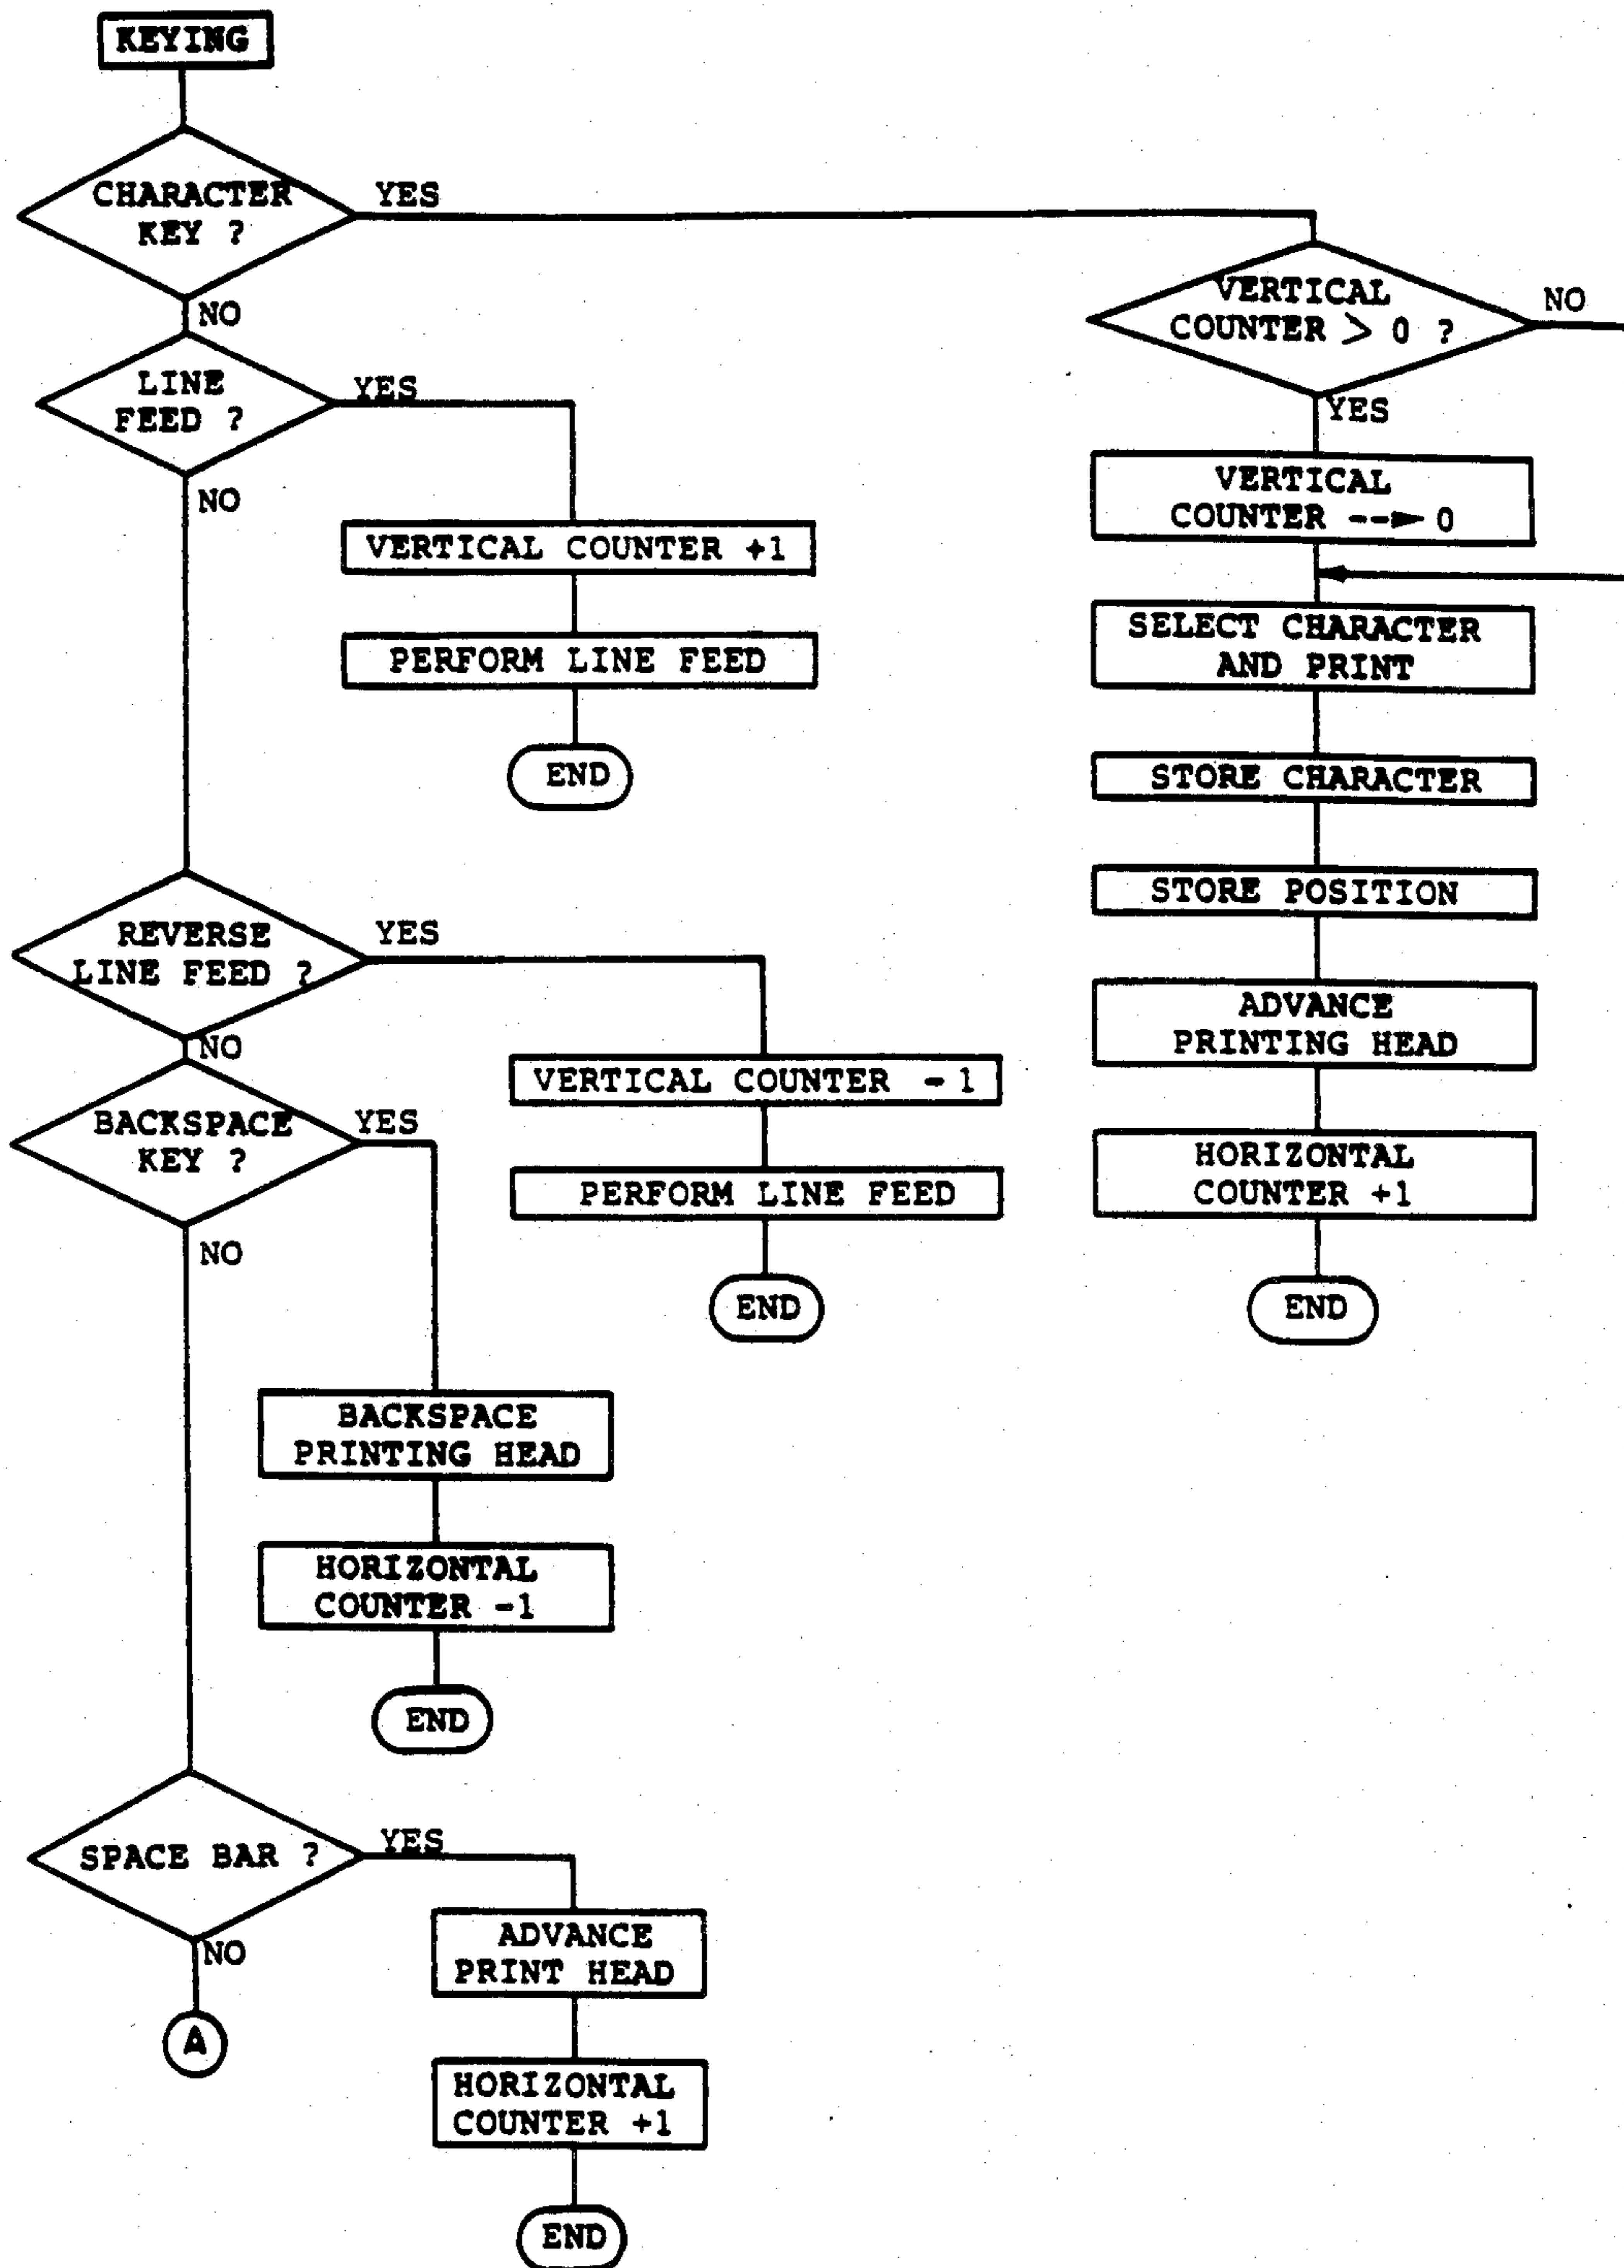 KEYING
CHARACTER
KEY ?
YES
NO
LINE
FEED ?
YES
NO
VERTICAL COUNTER +1
PERFORM LINE FEED
END
REVERSE
LINE FEED ?
YES
NO
VERTICAL COUNTER - 1
PERFORM LINE FEED
END
BACKSPACE
KEY ?
YES
NO
BACKSPACE
PRINTING HEAD
HORIZONTAL
COUNTER -1
END
SPACE BAR ?
YES
NO
A
ADVANCE
PRINT HEAD
HORIZONTAL
COUNTER +1
END
VERTICAL
COUNTER > 0 ?
NO
YES
VERTICAL
COUNTER --► 0
SELECT CHARACTER
AND PRINT
STORE CHARACTER
STORE POSITION
ADVANCE
PRINTING HEAD
HORIZONTAL
COUNTER +1
END